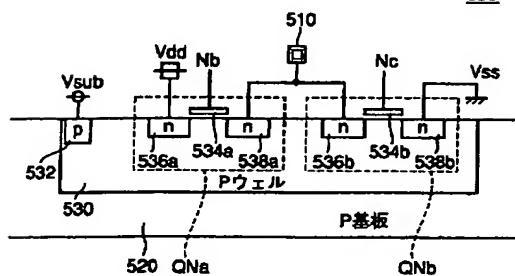 510
Vdd
Nb
Nc
Vss
Vsub
p
n
n
n
n
532
536a
534a
538a
536b
534b
538b
Pウェル
530
P基板
520
QNa
QNb